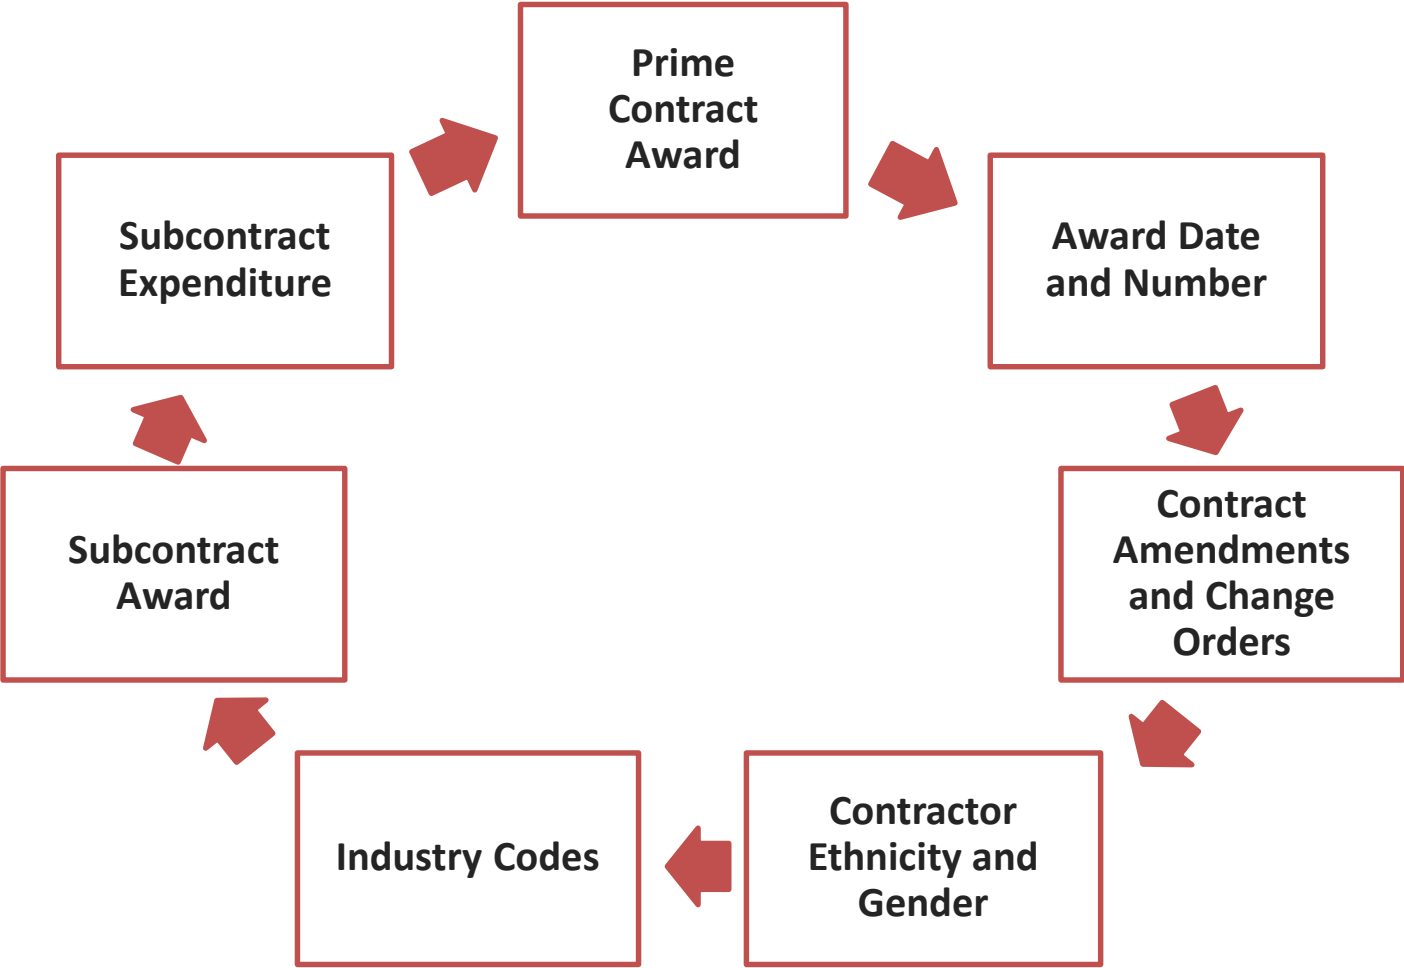 Prime
Contract
Award
Award Date
and Number
Contract
Amendments
and Change
Orders
Contractor
Ethnicity and
Gender
Industry Codes
Subcontract
Award
Subcontract
Expenditure